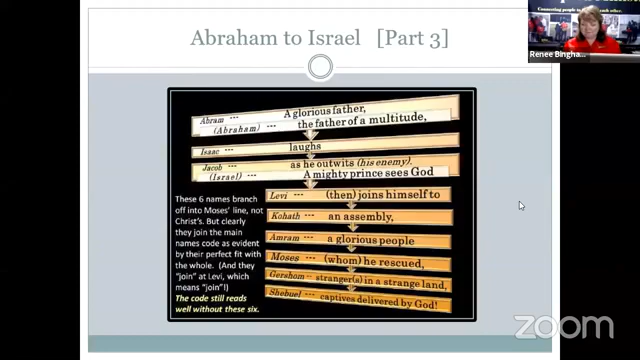 Abraham to Israel [Part 3]
Connecting people to
each other.
Renee Bingha...
Abram --- A glorious father,
(Abraham) --- the father of a multitude,
Isaac --- laughs
Jacob --- as he outwits (his enemy).
(Israel) --- A mighty prince sees God
Levi --- (then) joins himself to
Kohath --- an assembly,
Amram --- a glorious people
Moses --- (whom) he rescued,
Gershom --- stranger(s) in a strange land,
Shebuel --- captives delivered by God!
These 6 names branch
off into Moses' line, not
Christ's. But clearly
they join the main
names code as evident
by their perfect fit with
the whole. (And they
"join" at Levi, which
means "join"!)
The code still reads
well without these six.
zoom